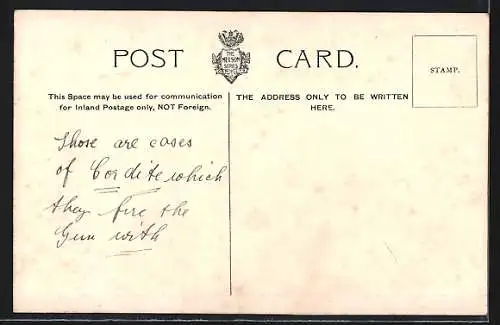 POST CARD.
THE
NELSON
SERIES
STAMP.
This Space may be used for communication
for Inland Postage only, NOT Foreign.
THE ADDRESS ONLY TO BE WRITTEN
HERE.
Those are cases
of Cordite which
they fire the
Gun with